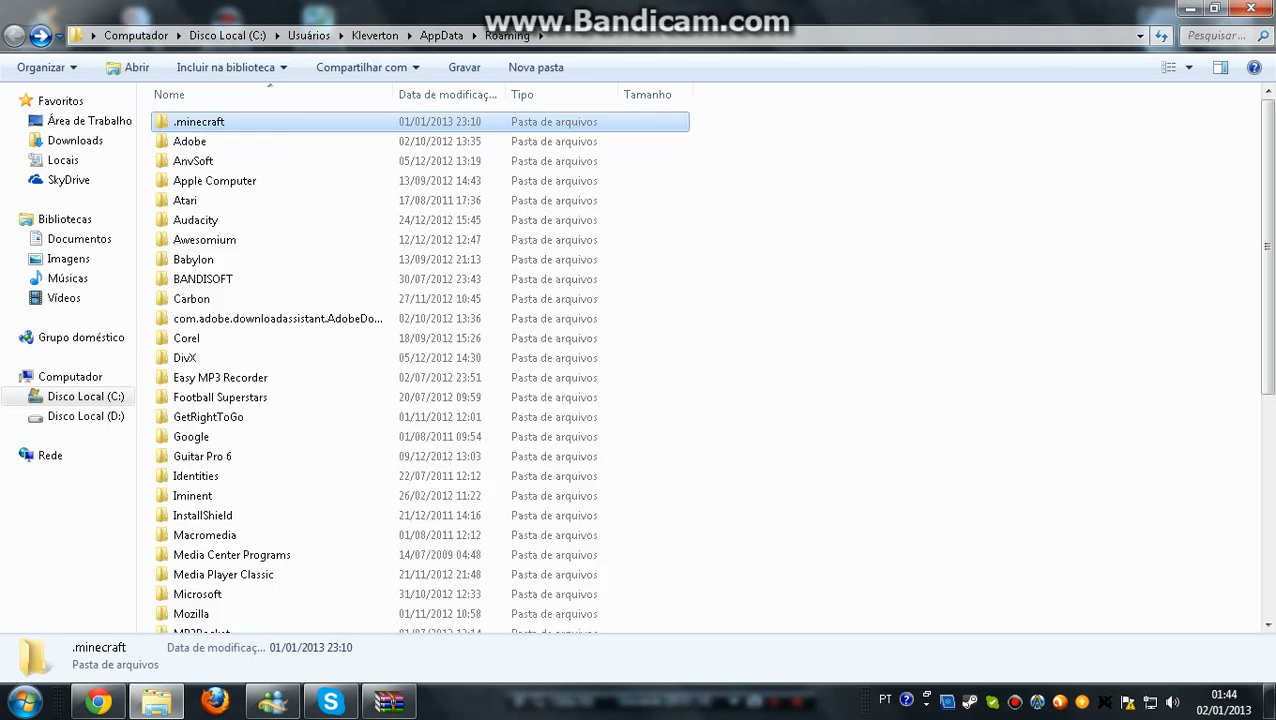 www.Bandicam.com
Computador Disco Local (C:) Usuários Kleverton AppData Roaming Pesquisar...
Organizar Abrir Incluir na biblioteca Compartilhar com Gravar Nova pasta
Nome Data de modificaç... Tipo Tamanho
Favoritos
Área de Trabalho
Downloads
Locais
SkyDrive
Bibliotecas
Documentos
Imagens
Músicas
Vídeos
Grupo doméstico
Computador
Disco Local (C:)
Disco Local (D:)
Rede
.minecraft 01/01/2013 23:10 Pasta de arquivos
Adobe 02/10/2012 13:35 Pasta de arquivos
AnvSoft 05/12/2012 13:19 Pasta de arquivos
Apple Computer 13/09/2012 14:43 Pasta de arquivos
Atari 17/08/2011 17:36 Pasta de arquivos
Audacity 24/12/2012 15:45 Pasta de arquivos
Awesomium 12/12/2012 12:47 Pasta de arquivos
Babylon 13/09/2012 21:13 Pasta de arquivos
BANDISOFT 30/07/2012 23:43 Pasta de arquivos
Carbon 27/11/2012 10:45 Pasta de arquivos
com.adobe.downloadassistant.AdobeDo... 02/10/2012 13:36 Pasta de arquivos
Corel 18/09/2012 15:26 Pasta de arquivos
DivX 05/12/2012 14:30 Pasta de arquivos
Easy MP3 Recorder 02/07/2012 23:51 Pasta de arquivos
Football Superstars 20/07/2012 09:59 Pasta de arquivos
GetRightToGo 01/11/2012 12:01 Pasta de arquivos
Google 01/08/2011 09:54 Pasta de arquivos
Guitar Pro 6 09/12/2012 13:03 Pasta de arquivos
Identities 22/07/2011 12:12 Pasta de arquivos
Iminent 26/02/2012 11:22 Pasta de arquivos
InstallShield 21/12/2011 14:16 Pasta de arquivos
Macromedia 01/08/2011 12:12 Pasta de arquivos
Media Center Programs 14/07/2009 04:48 Pasta de arquivos
Media Player Classic 21/11/2012 21:48 Pasta de arquivos
Microsoft 31/10/2012 12:33 Pasta de arquivos
Mozilla 01/11/2012 10:58 Pasta de arquivos
.minecraft Data de modificaç... 01/01/2013 23:10
Pasta de arquivos
PT 01:44
02/01/2013